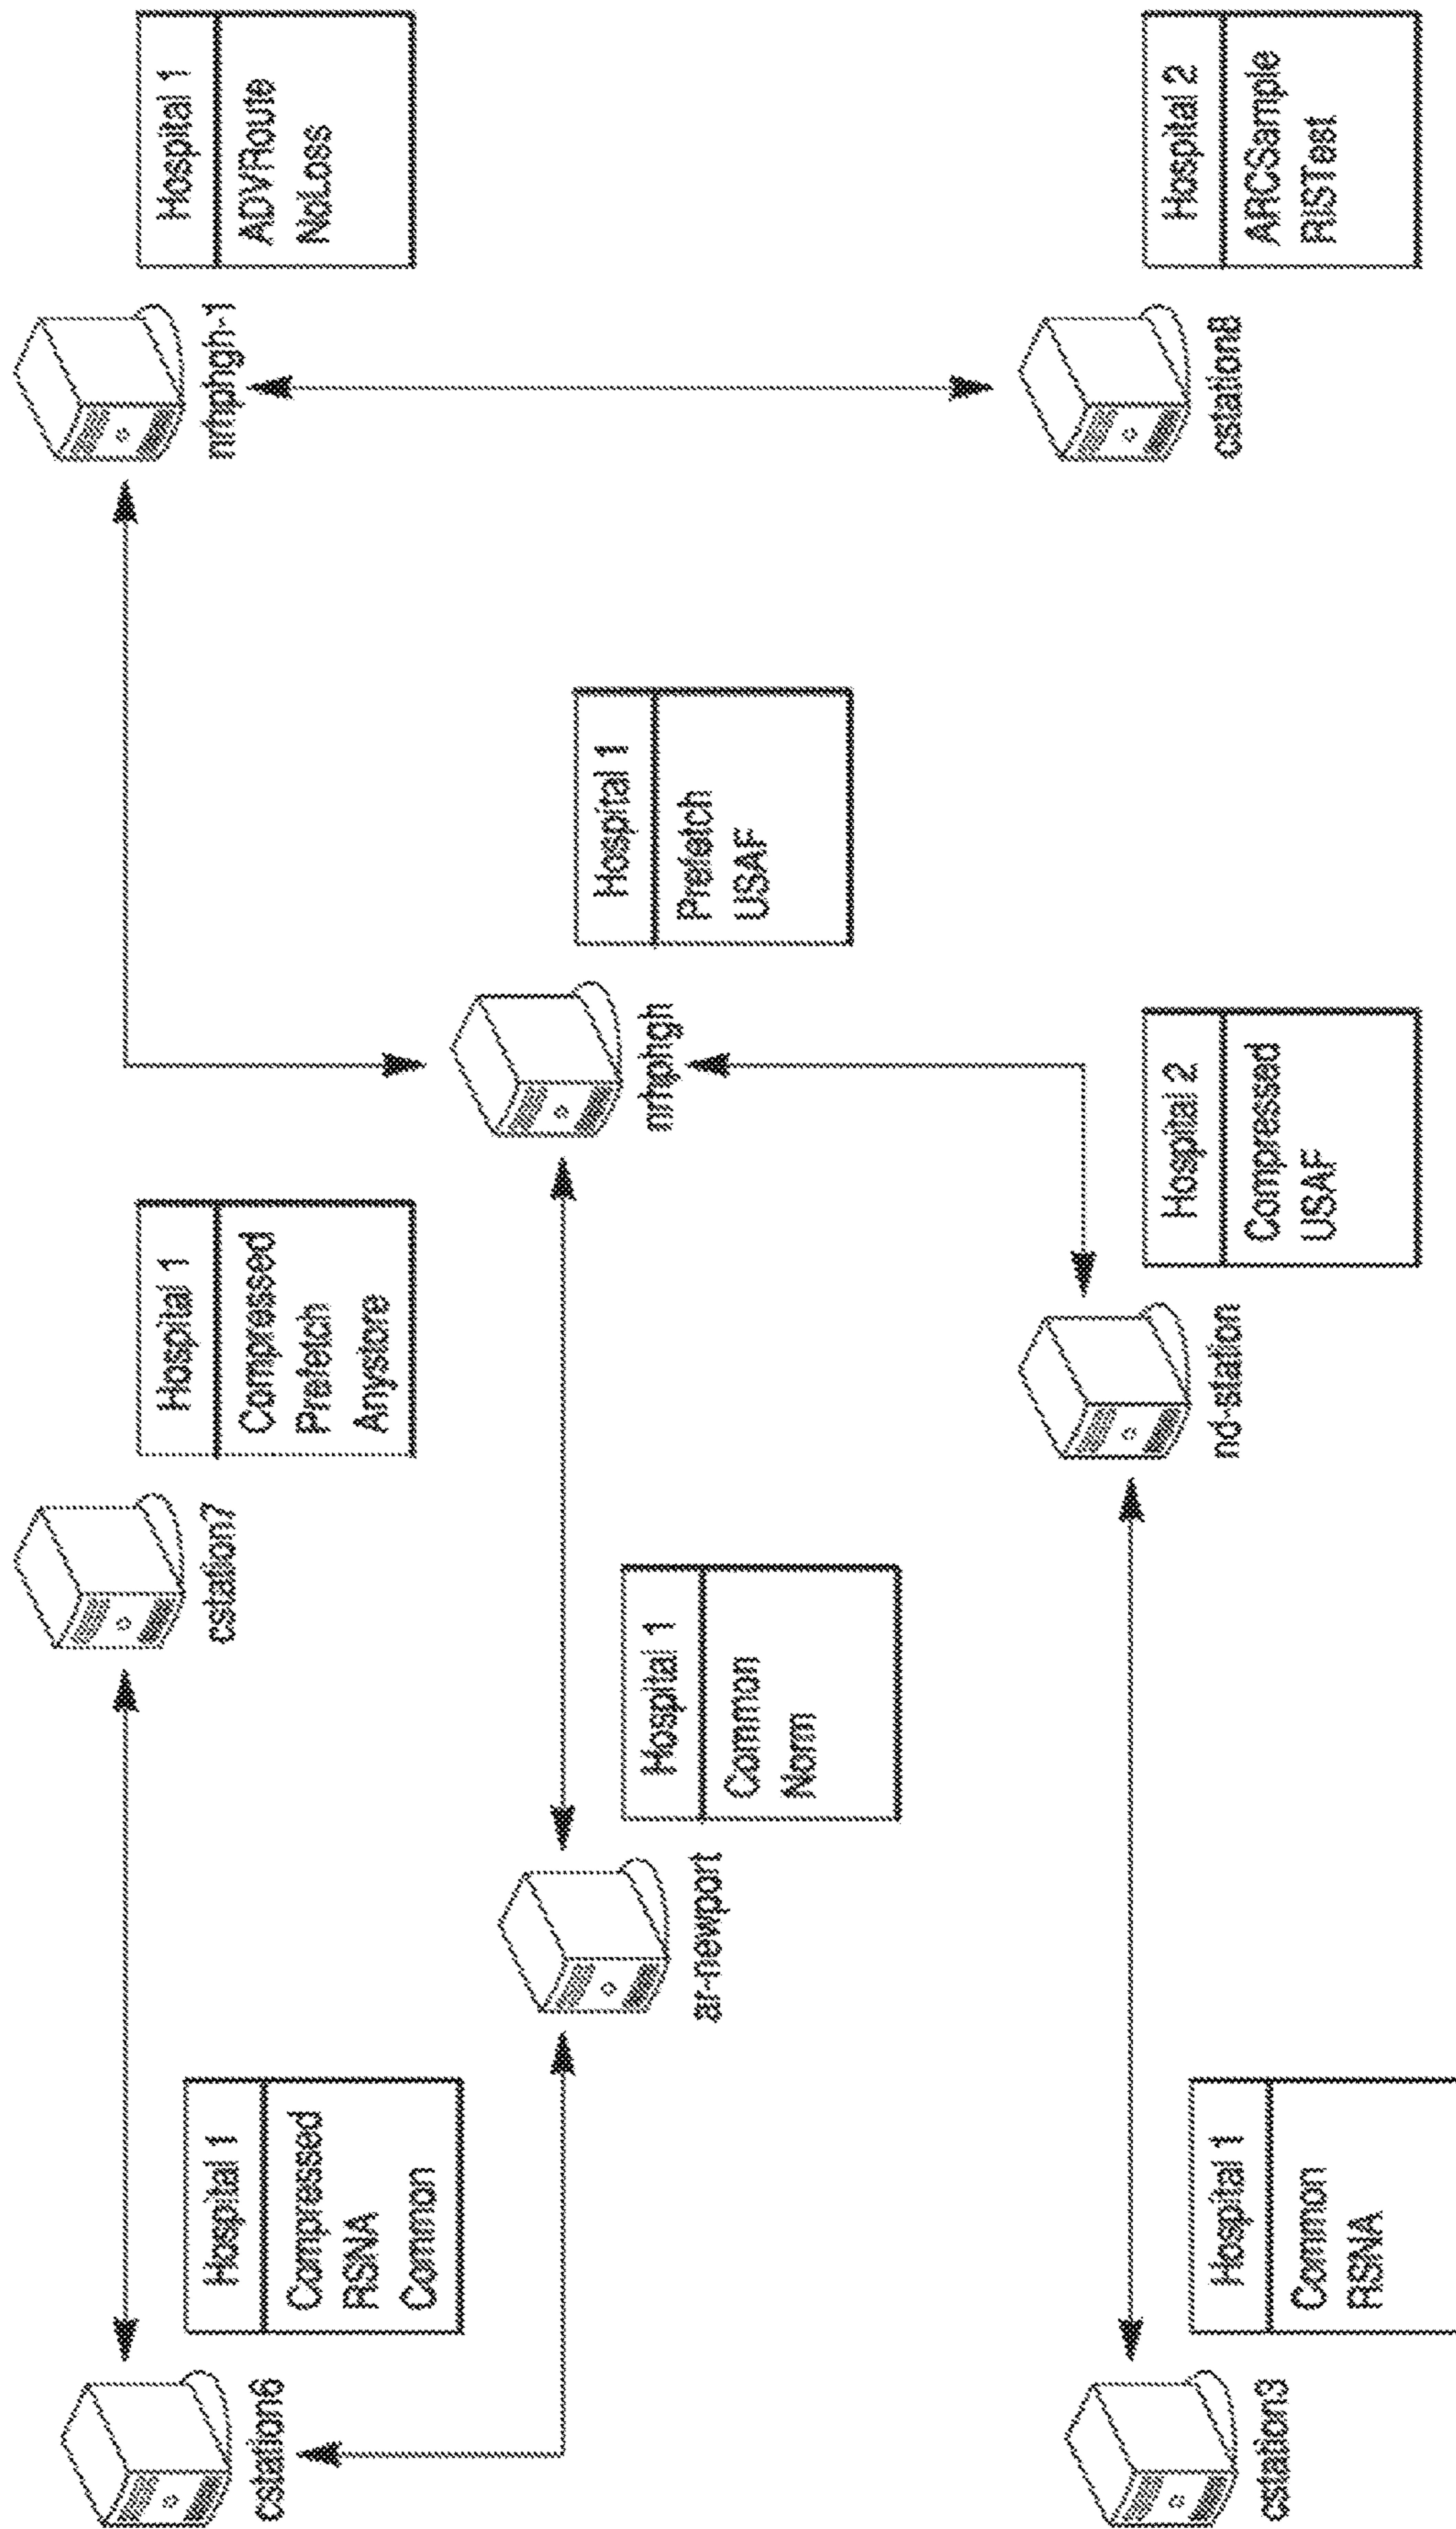 Hospital 1
Compressed
RSNA
Common
cstation6
Hospital 1
Compressed
Prefetch
Anystore
cstation7
Hospital 1
ADVRoute
NoLoss
nrhphgh-1
Hospital 1
Common
Norm
ar-newport
Hospital 1
Prefetch
USAF
nrhphgh
Hospital 1
Common
RSNA
cstation3
Hospital 2
Compressed
USAF
nd-station
Hospital 2
ARCSample
RISTest
cstation8